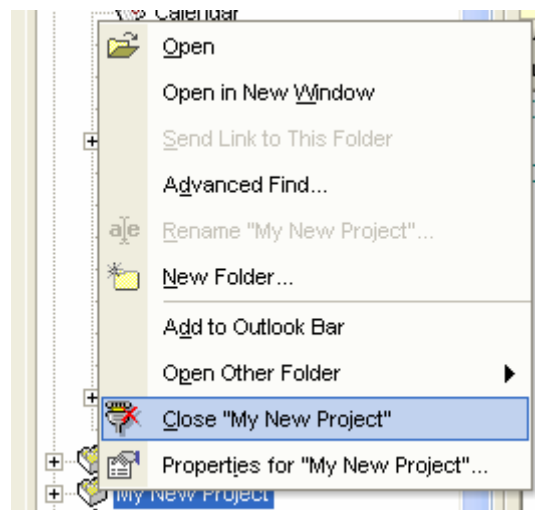 Calendar
Open
Open in New Window
Send Link to This Folder
Advanced Find...
Rename "My New Project"...
New Folder...
Add to Outlook Bar
Open Other Folder
Close "My New Project"
Properties for "My New Project"...
My New Project